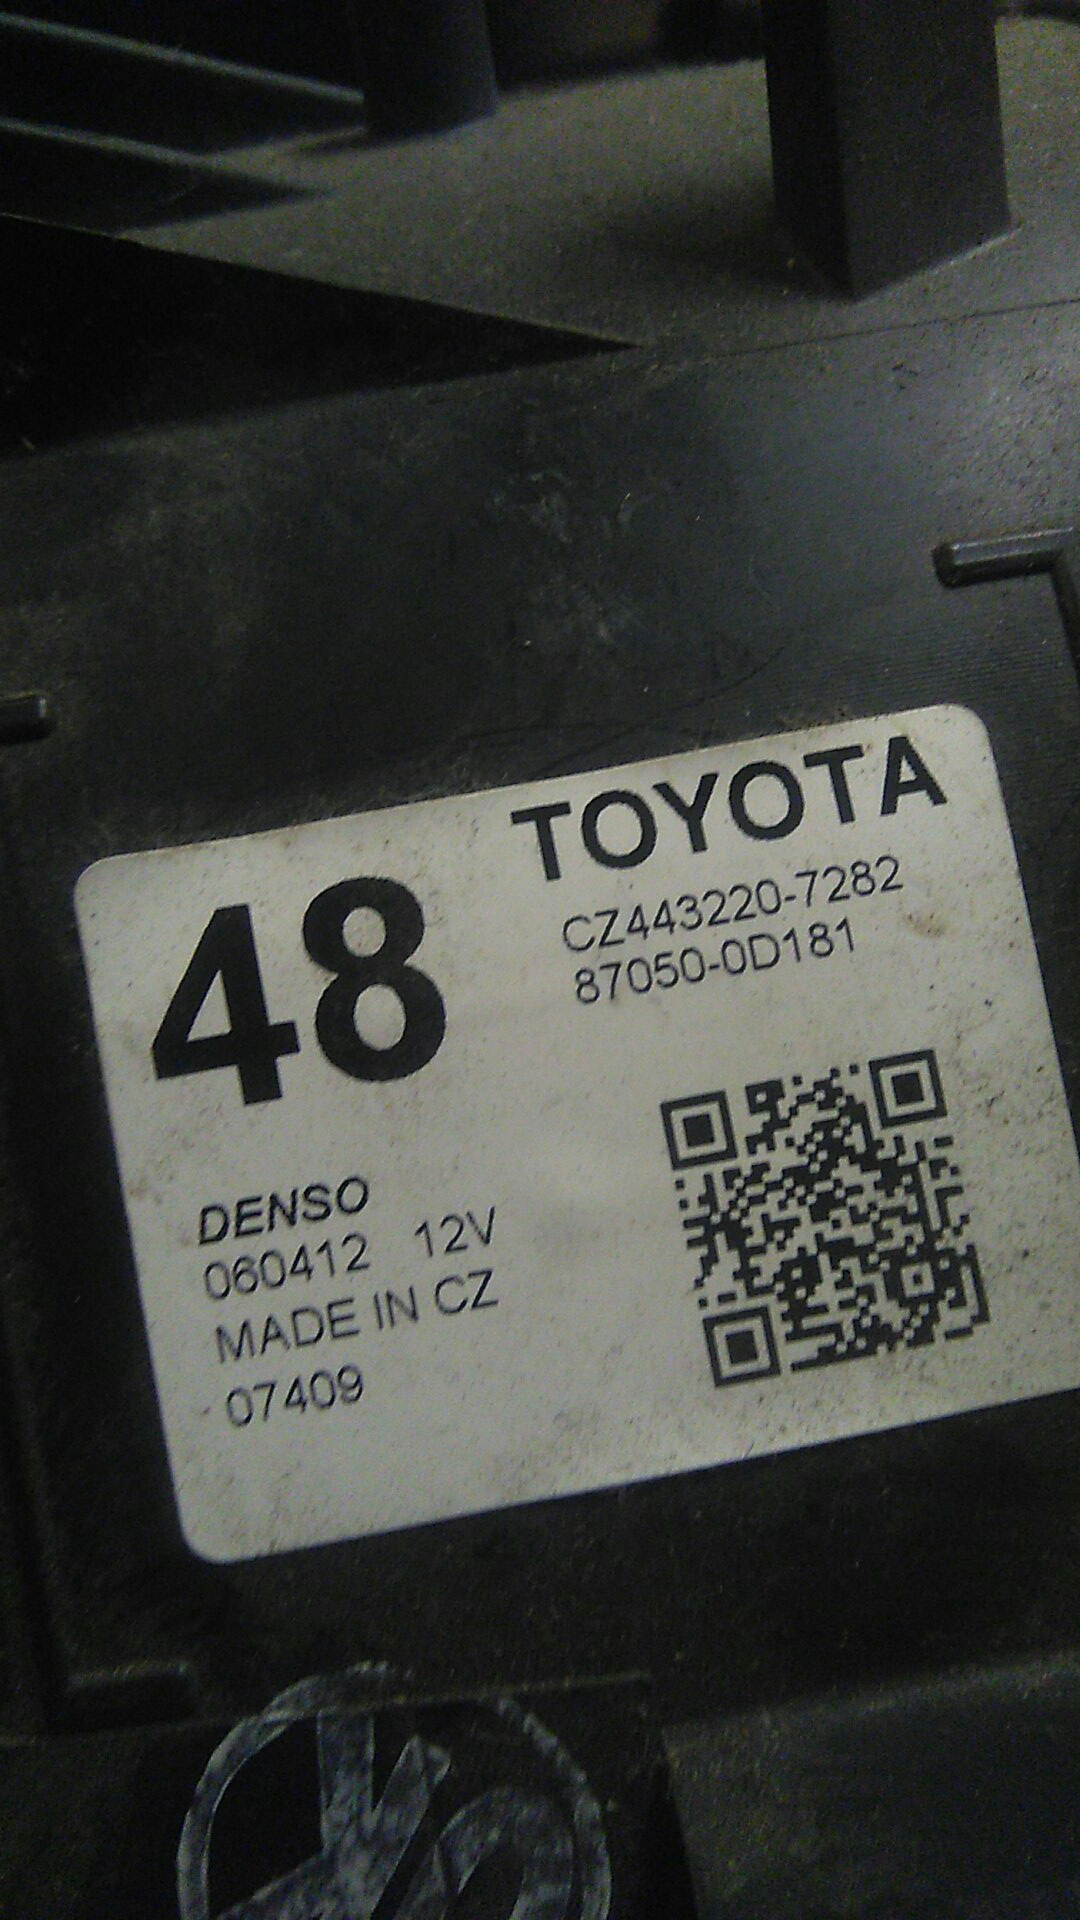 TOYOTA
48
CZ443220-7282
87050-0D181
DENSO
060412 12V
MADE IN CZ
07409